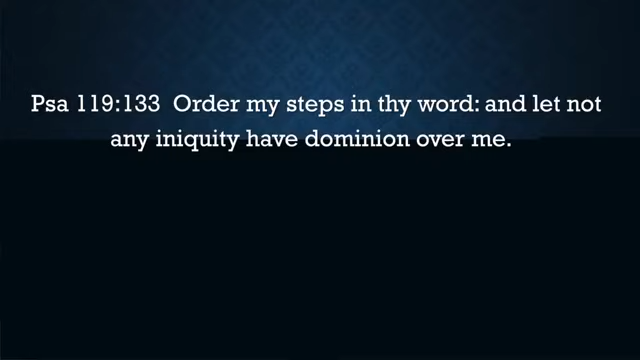 Psa 119:133  Order my steps in thy word: and let not
any iniquity have dominion over me.